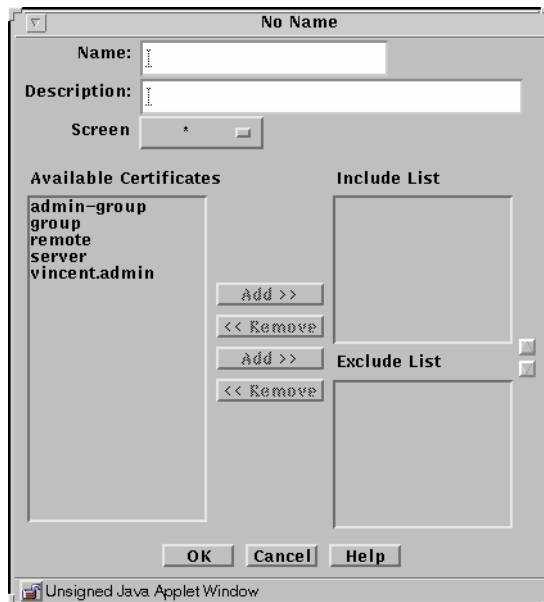 No Name
Name:
Description:
Screen *
Available Certificates
admin-group
group
remote
server
vincent.admin
Add >>
<< Remove
Add >>
<< Remove
Include List
Exclude List
OK Cancel Help
Unsigned Java Applet Window